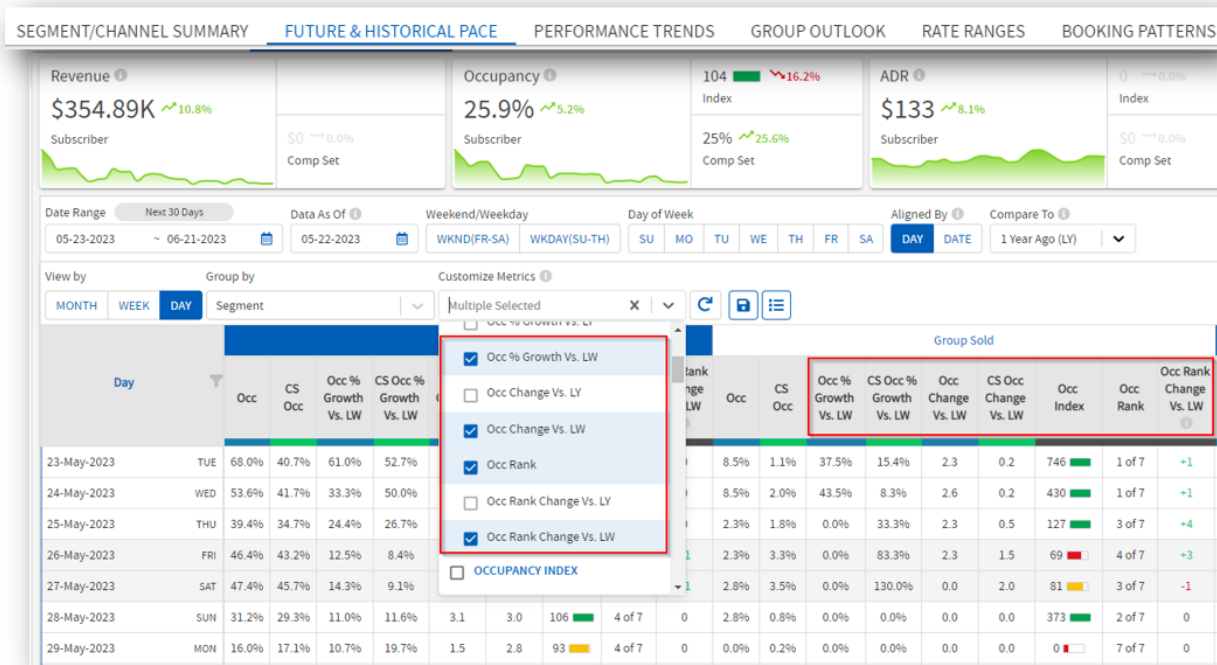 SEGMENT/CHANNEL SUMMARY FUTURE & HISTORICAL PACE PERFORMANCE TRENDS GROUP OUTLOOK RATE RANGES BOOKING PATTERNS
Revenue
$354.89K 10.8%
Subscriber
$0 0.0%
Comp Set
Occupancy
25.9% 5.2%
Subscriber
104 16.2%
Index
25% 25.6%
Comp Set
ADR
$133 8.1%
Subscriber
0 0.0%
Index
$0 0.0%
Comp Set
Date Range Next 30 Days Data As Of Weekend/Weekday Day of Week Aligned By Compare To
05-23-2023 ~ 06-21-2023 05-22-2023 WKND(FR-SA) WKDAY(SU-TH) SU MO TU WE TH FR SA DAY DATE 1 Year Ago (LY)
View by Group by Customize Metrics
MONTH WEEK DAY Segment Multiple Selected X
Occ % Growth Vs. LY
Occ % Growth Vs. LW
Occ Change Vs. LY
Occ Change Vs. LW
Occ Rank
Occ Rank Change Vs. LY
Occ Rank Change Vs. LW
OCCUPANCY INDEX
Group Sold
Day Occ CS Occ Occ % Growth Vs. LW CS Occ % Growth Vs. LW Occ CS Occ Occ % Growth Vs. LW CS Occ % Growth Vs. LW Occ Change Vs. LW CS Occ Change Vs. LW Occ Index Occ Rank Occ Rank Change Vs. LW
23-May-2023 TUE 68.0% 40.7% 61.0% 52.7% 8.5% 1.1% 37.5% 15.4% 2.3 0.2 746 1 of 7 +1
24-May-2023 WED 53.6% 41.7% 33.3% 50.0% 8.5% 2.0% 43.5% 8.3% 2.6 0.2 430 1 of 7 +1
25-May-2023 THU 39.4% 34.7% 24.4% 26.7% 2.3% 1.8% 0.0% 33.3% 2.3 0.5 127 3 of 7 +4
26-May-2023 FRI 46.4% 43.2% 12.5% 8.4% 1 2.3% 3.3% 0.0% 83.3% 2.3 1.5 69 4 of 7 +3
27-May-2023 SAT 47.4% 45.7% 14.3% 9.1% 1 2.8% 3.5% 0.0% 130.0% 0.0 2.0 81 3 of 7 -1
28-May-2023 SUN 31.2% 29.3% 11.0% 11.6% 3.1 3.0 106 4 of 7 0 2.8% 0.8% 0.0% 0.0% 0.0 0.0 373 2 of 7 0
29-May-2023 MON 16.0% 17.1% 10.7% 19.7% 1.5 2.8 93 4 of 7 0 0.0% 0.2% 0.0% 0.0% 0.0 0.0 0 7 of 7 0